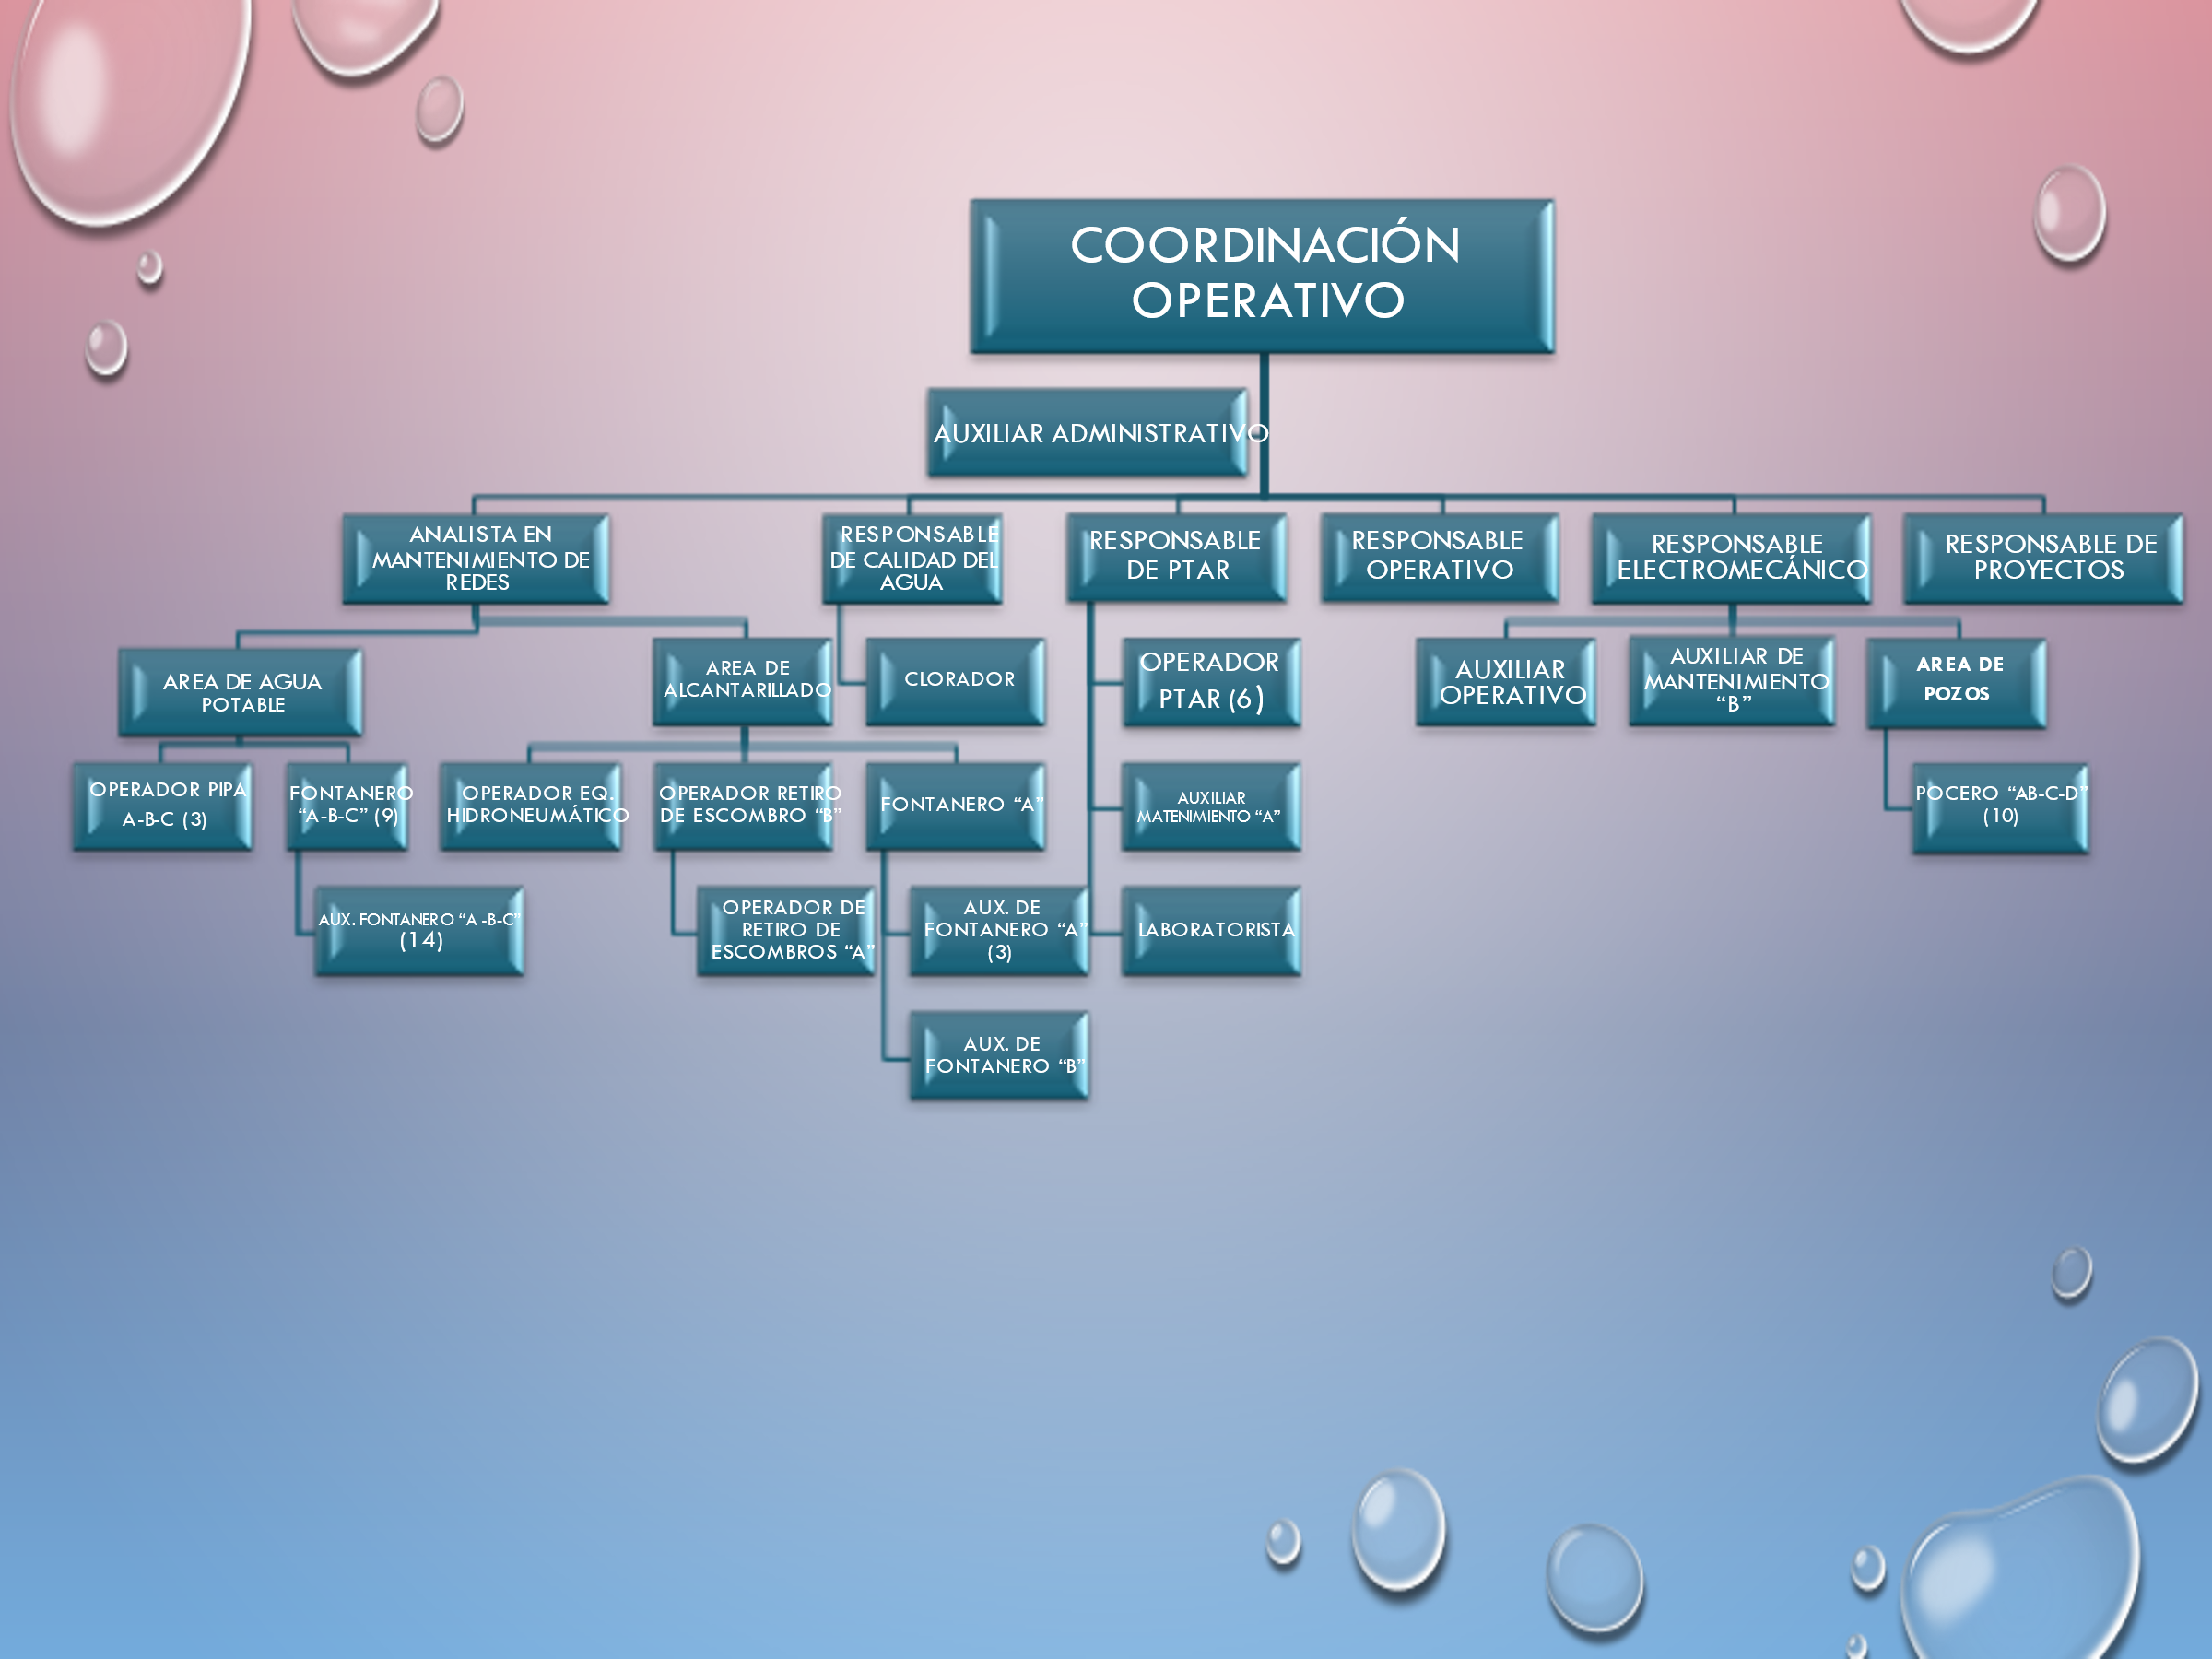 COORDINACIÓN
OPERATIVO
AUXILIAR ADMINISTRATIVO
ANALISTA EN
MANTENIMIENTO DE
REDES
RESPONSABLE
DE CALIDAD DEL
AGUA
RESPONSABLE
DE PTAR
RESPONSABLE
OPERATIVO
RESPONSABLE
ELECTROMECÁNICO
RESPONSABLE DE
PROYECTOS
AREA DE AGUA
POTABLE
AREA DE
ALCANTARILLADO
CLORADOR
OPERADOR
PTAR (6)
AUXILIAR
OPERATIVO
AUXILIAR DE
MANTENIMIENTO
“B”
AREA DE
POZOS
OPERADOR PIPA
A-B-C (3)
FONTANERO
“A-B-C” (9)
OPERADOR EQ.
HIDRONEUMÁTICO
OPERADOR RETIRO
DE ESCOMBRO “B”
FONTANERO “A”
AUXILIAR
MATENIMIENTO “A”
POCERO “AB-C-D”
(10)
AUX. FONTANERO “A -B-C”
(14)
OPERADOR DE
RETIRO DE
ESCOMBROS “A”
AUX. DE
FONTANERO “A”
(3)
LABORATORISTA
AUX. DE
FONTANERO “B”